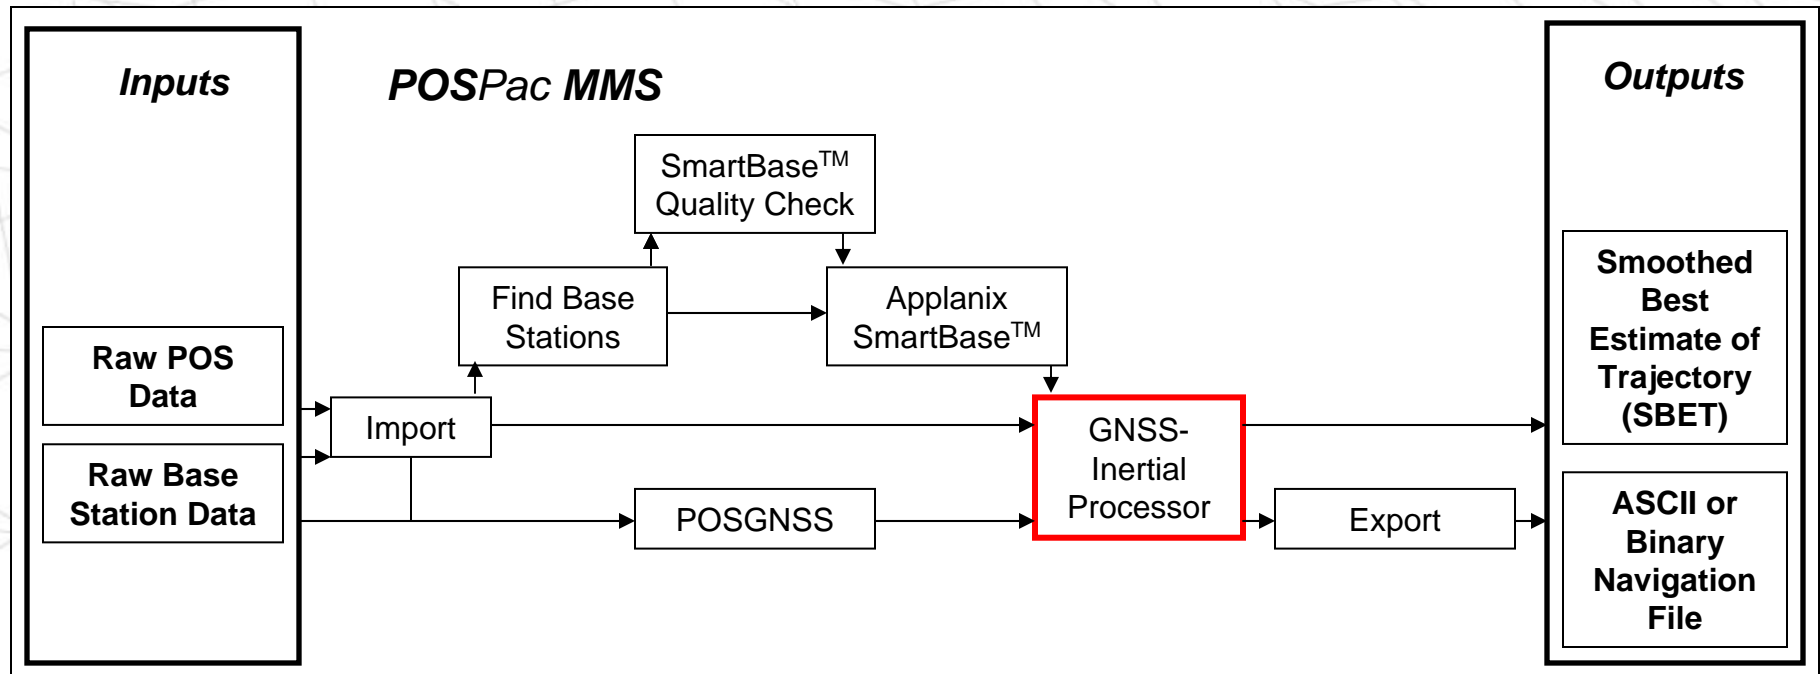 Inputs
POSPac MMS
Outputs
SmartBase™
Quality Check
Find Base
Stations
Applanix
SmartBase™
Raw POS
Data
Raw Base
Station Data
Import
POSGNSS
GNSS-
Inertial
Processor
Export
Smoothed
Best
Estimate of
Trajectory
(SBET)
ASCII or
Binary
Navigation
File